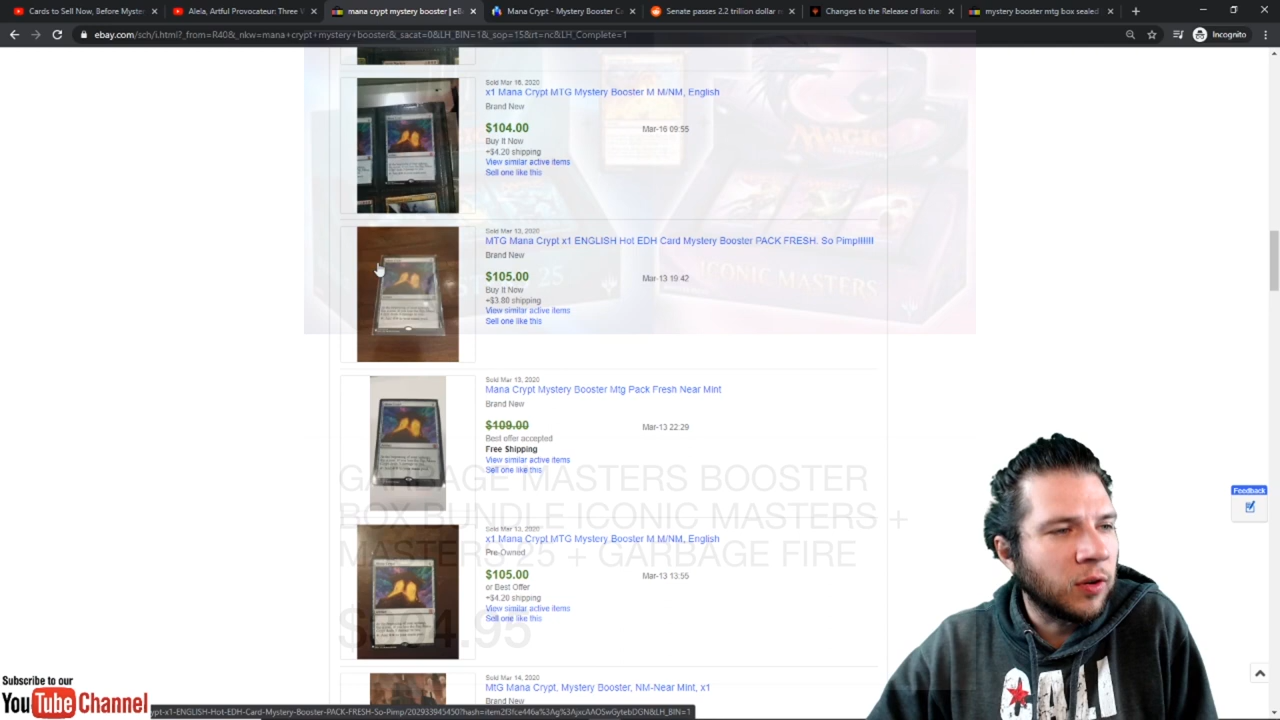 Cards to Sell Now, Before Myster
Alela, Artful Provocateur: Three \
mana crypt mystery booster | eB
Mana Crypt - Mystery Booster C
Senate passes 2.2 trillion dollar
Changes to the Release of Ikoria
mystery booster mtg box sealed
ebay.com/sch/i.html?_from=R40&_nkw=mana+crypt+mystery+booster&_sacat=0&LH_BIN=1&_sop=15&rt=nc&LH_Complete=1
Incognito
Sold Mar 16, 2020
x1 Mana Crypt MTG Mystery Booster M M/NM, English
Brand New
$104.00
Mar-16 09:55
Buy It Now
+$4.20 shipping
View similar active items
Sell one like this
Sold Mar 13, 2020
MTG Mana Crypt x1 ENGLISH Hot EDH Card Mystery Booster PACK FRESH. So Pimp!!!!!!
Brand New
25
ICONIC MASTERS
$105.00
Mar-13 19:42
Buy It Now
+$3.80 shipping
View similar active items
Sell one like this
Sold Mar 13, 2020
Mana Crypt Mystery Booster Mtg Pack Fresh Near Mint
Brand New
$109.00
Mar-13 22:29
Best offer accepted
Free Shipping
View similar active items
Sell one like this
GARBAGE MASTERS BOOSTER
BOX BUNDLE ICONIC MASTERS +
MASTERS 25 + GARBAGE TIER
Sold Mar 13, 2020
x1 Mana Crypt MTG Mystery Booster M M/NM, English
Pre-Owned
$105.00
Mar-13 13:55
or Best Offer
+$4.20 shipping
View similar active items
Sell one like this
4.95
MtG Mana Crypt, Mystery Booster, NM-Near Mint, x1
Brand New
Sold Mar 14, 2020
Feedback
Subscribe to our
YouTube Channel